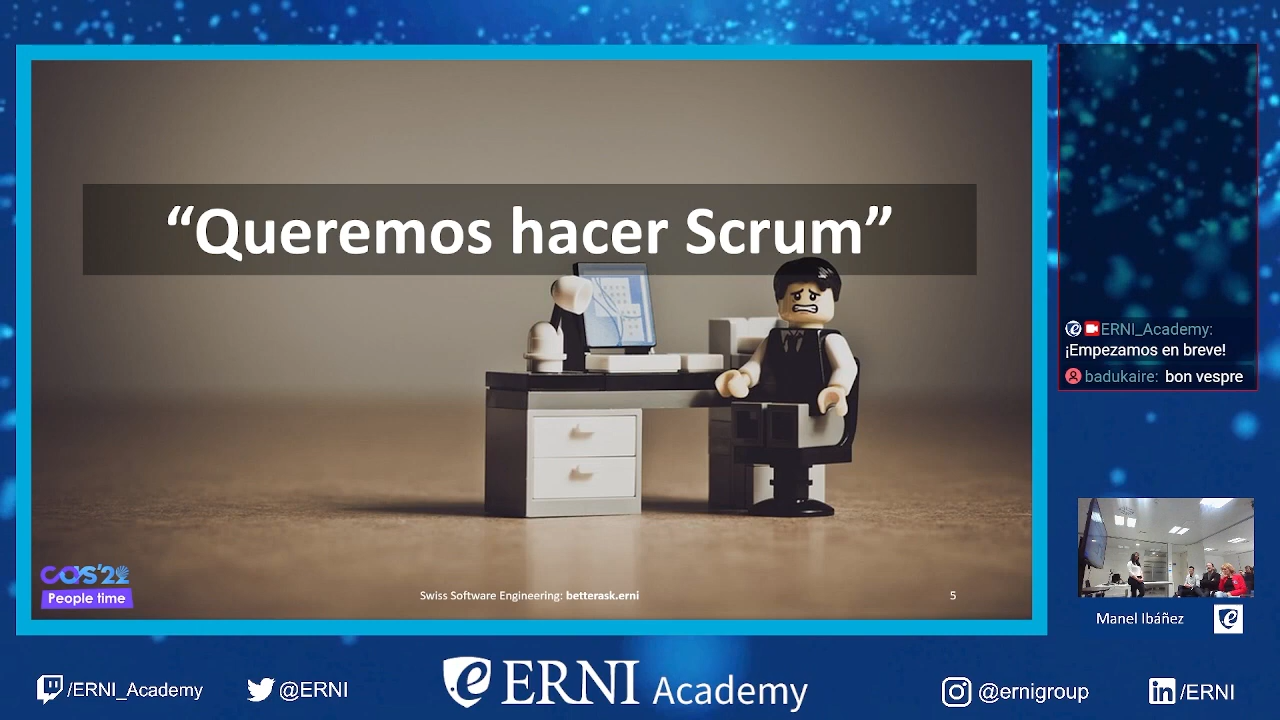 “Queremos hacer Scrum”
COS'22
People time
Swiss Software Engineering: betterask.erni
5
ERNI_Academy:
¡Empezamos en breve!
badukaire: bon vespre
Manel Ibáñez
/ERNI_Academy
@ERNI
ERNI Academy
@ernigroup
/ERNI